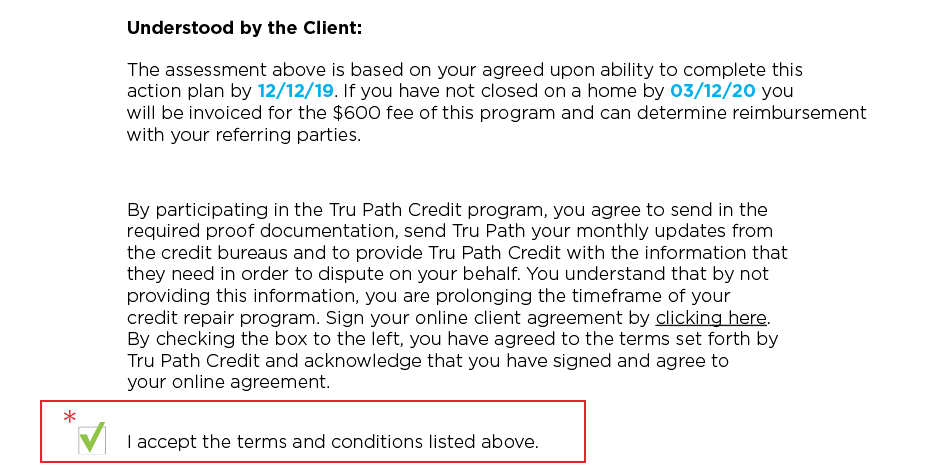 Understood by the Client:
The assessment above is based on your agreed upon ability to complete this
action plan by 12/12/19. If you have not closed on a home by 03/12/20 you
will be invoiced for the $600 fee of this program and can determine reimbursement
with your referring parties.
By participating in the Tru Path Credit program, you agree to send in the
required proof documentation, send Tru Path your monthly updates from
the credit bureaus and to provide Tru Path Credit with the information that
they need in order to dispute on your behalf. You understand that by not
providing this information, you are prolonging the timeframe of your
credit repair program. Sign your online client agreement by clicking here.
By checking the box to the left, you have agreed to the terms set forth by
Tru Path Credit and acknowledge that you have signed and agree to
your online agreement.
*
I accept the terms and conditions listed above.